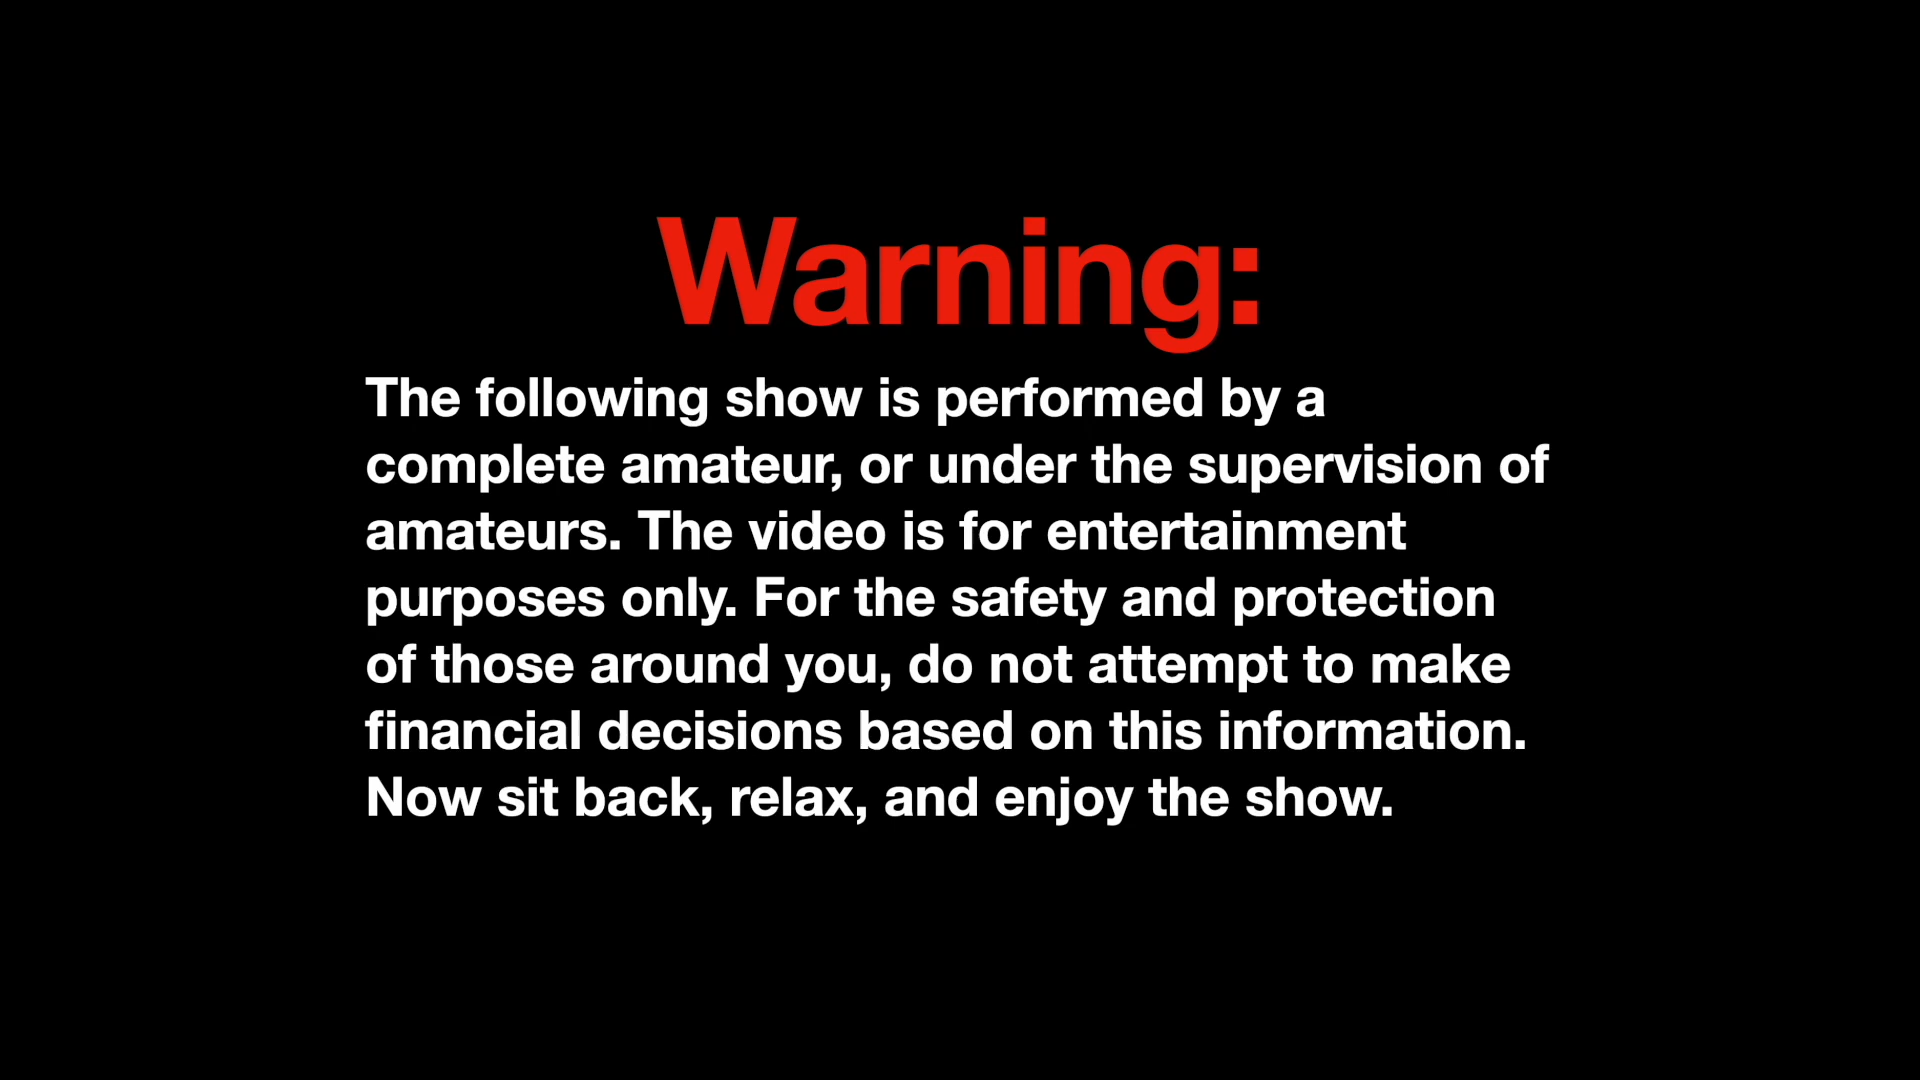 Warning:
The following show is performed by a
complete amateur, or under the supervision of
amateurs. The video is for entertainment
purposes only. For the safety and protection
of those around you, do not attempt to make
financial decisions based on this information.
Now sit back, relax, and enjoy the show.